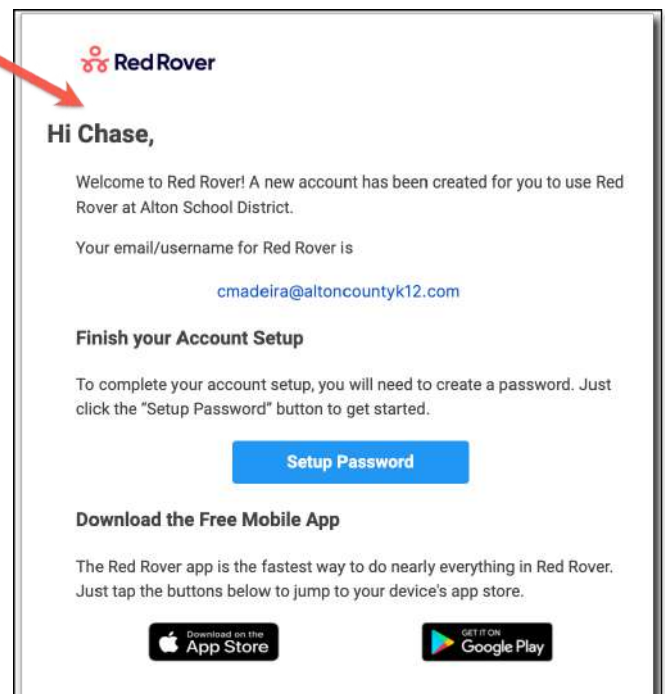 Red Rover
Hi Chase,
Welcome to Red Rover! A new account has been created for you to use Red
Rover at Alton School District.
Your email/username for Red Rover is
cmadeira@altoncountyk12.com
Finish your Account Setup
To complete your account setup, you will need to create a password. Just
click the “Setup Password” button to get started.
Setup Password
Download the Free Mobile App
The Red Rover app is the fastest way to do nearly everything in Red Rover.
Just tap the buttons below to jump to your device's app store.
Download on the
App Store
GET IT ON
Google Play